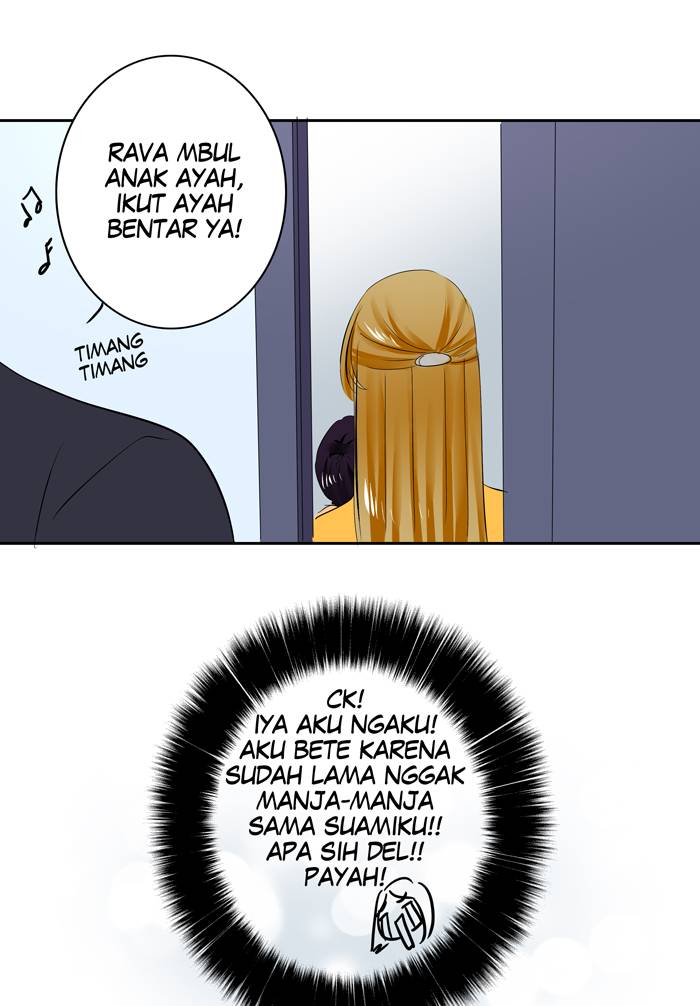 RAVA MBUL
ANAK AYAH,
IKUT AYAH
BENTAR YA!
TIMANG
TIMANG
CK!
IYA AKU NGAKU!
AKU BETE KARENA
SUDAH LAMA NGGAK
MANJA-MANJA
SAMA SUAMIKU!!
APA SIH DEL!!
PAYAH!